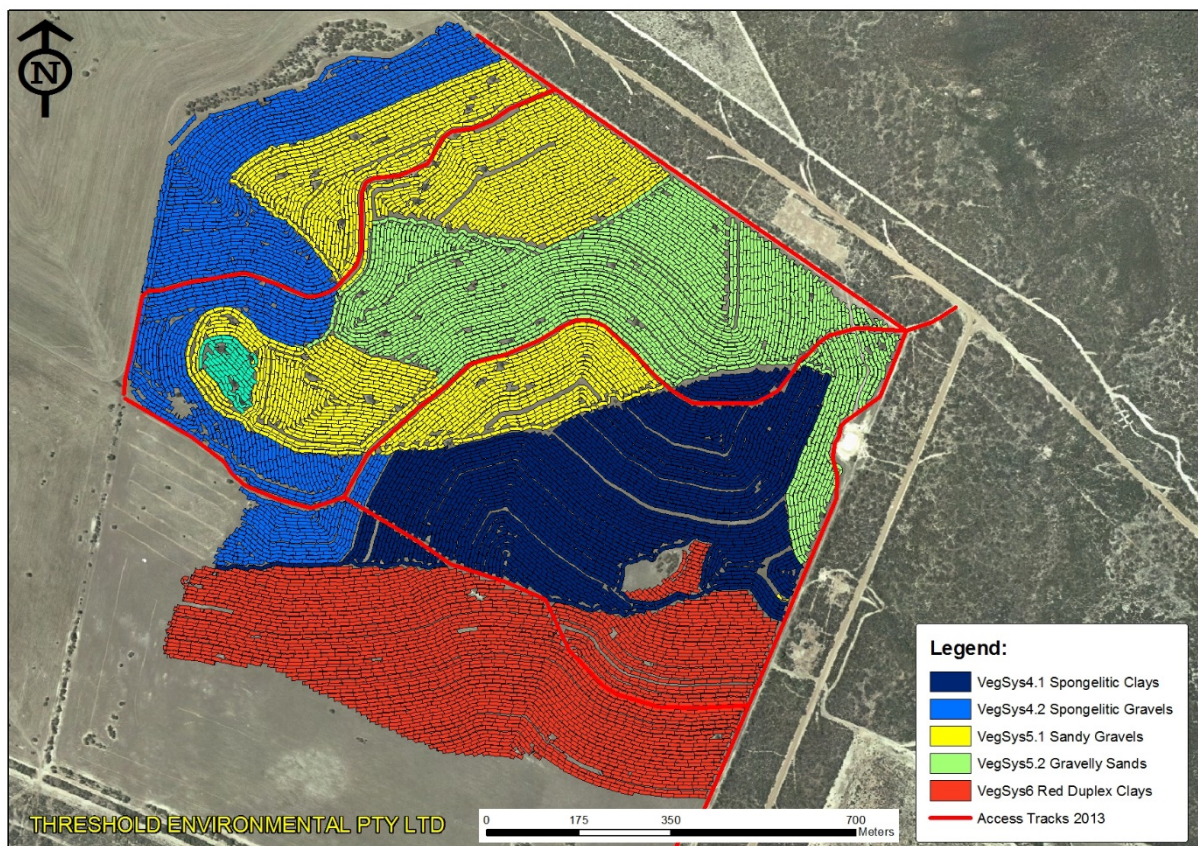 N
Legend:
VegSys4.1 Spongelitic Clays
VegSys4.2 Spongelitic Gravels
VegSys5.1 Sandy Gravels
VegSys5.2 Gravelly Sands
VegSys6 Red Duplex Clays
Access Tracks 2013
THRESHOLD ENVIRONMENTAL PTY LTD
0 175 350 700
Meters